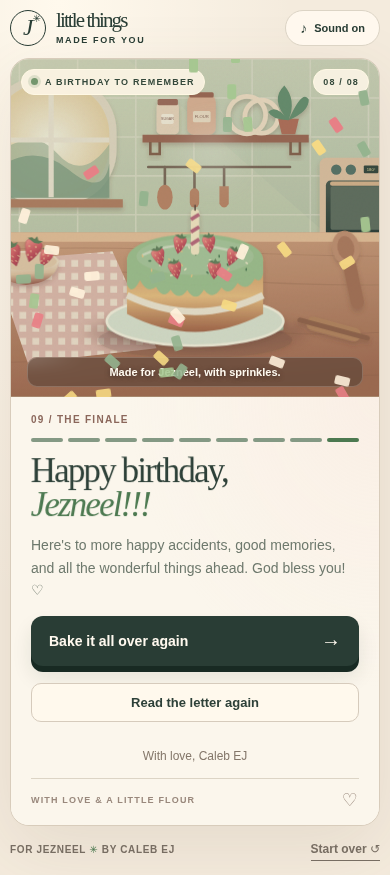 J
little things
MADE FOR YOU
♪ Sound on
A BIRTHDAY TO REMEMBER
08 / 08
SUGAR
FLOUR
Made for Jezneel, with sprinkles.
09 / THE FINALE
Happy birthday,
Jezneel!!!
Here's to more happy accidents, good memories,
and all the wonderful things ahead. God bless you!
♡
Bake it all over again →
Read the letter again
With love, Caleb EJ
WITH LOVE & A LITTLE FLOUR ♡
FOR JEZNEEL ✳ BY CALEB EJ
Start over ↺